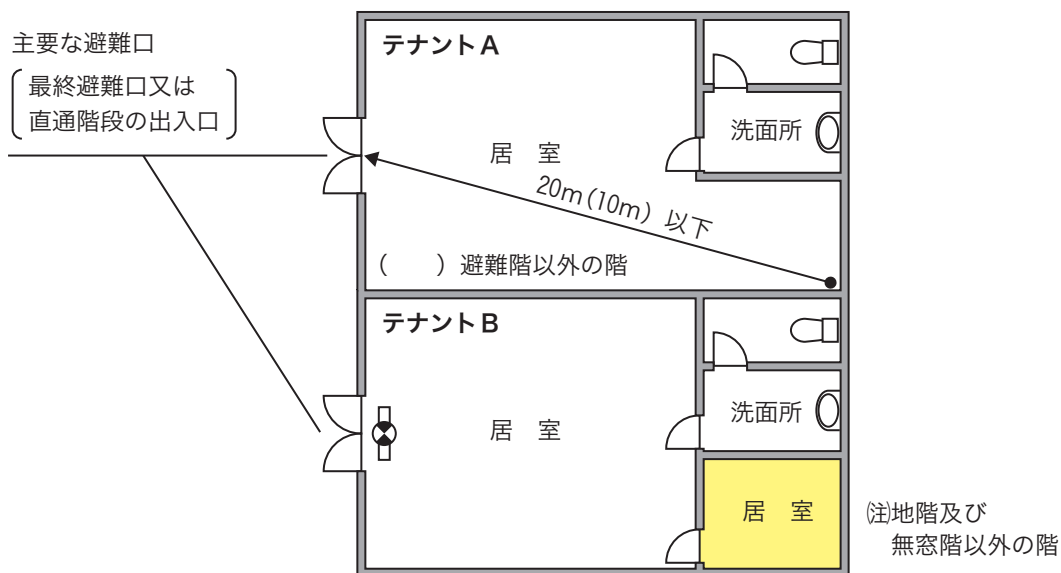 主要な避難口
最終避難口又は
直通階段の出入口
テナントA
洗面所
居 室
20m(10m) 以下
(  )避難階以外の階
テナントB
洗面所
居 室
居 室
㊟地階及び
無窓階以外の階